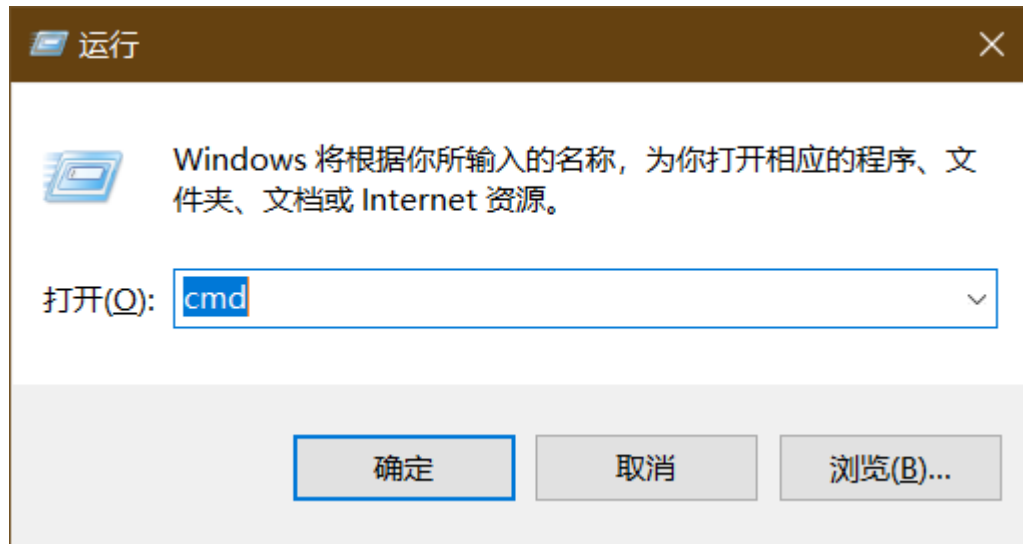 运行
Windows 将根据你所输入的名称，为你打开相应的程序、文
件夹、文档或 Internet 资源。
打开(O): cmd
确定 取消 浏览(B)...